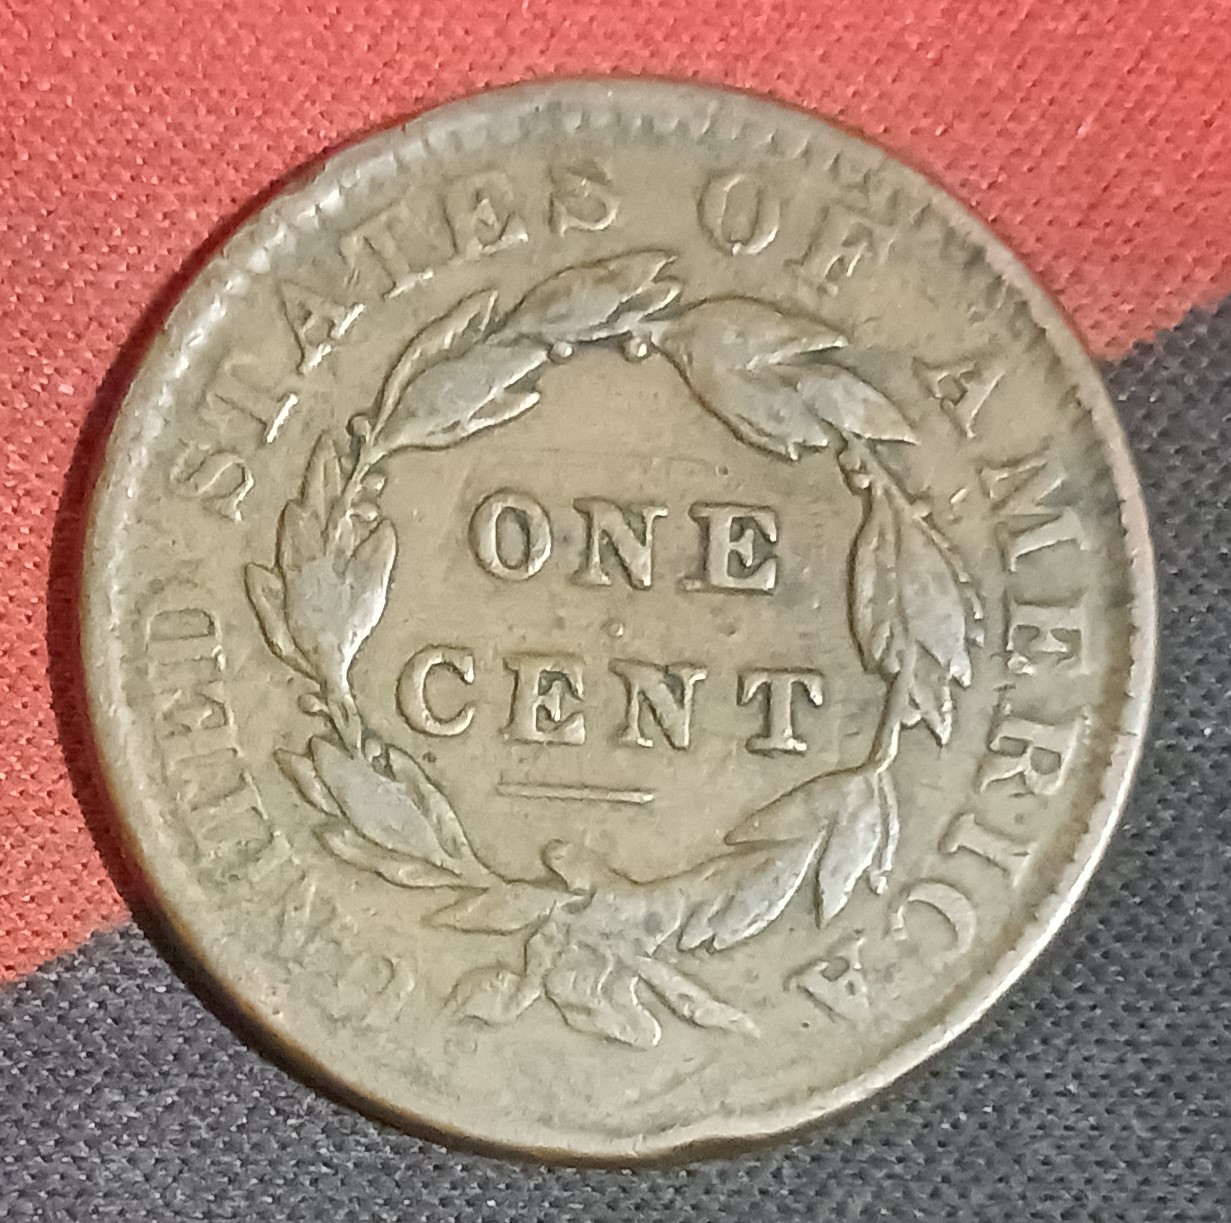 UNITED STATES OF AMERICA
ONE
CENT